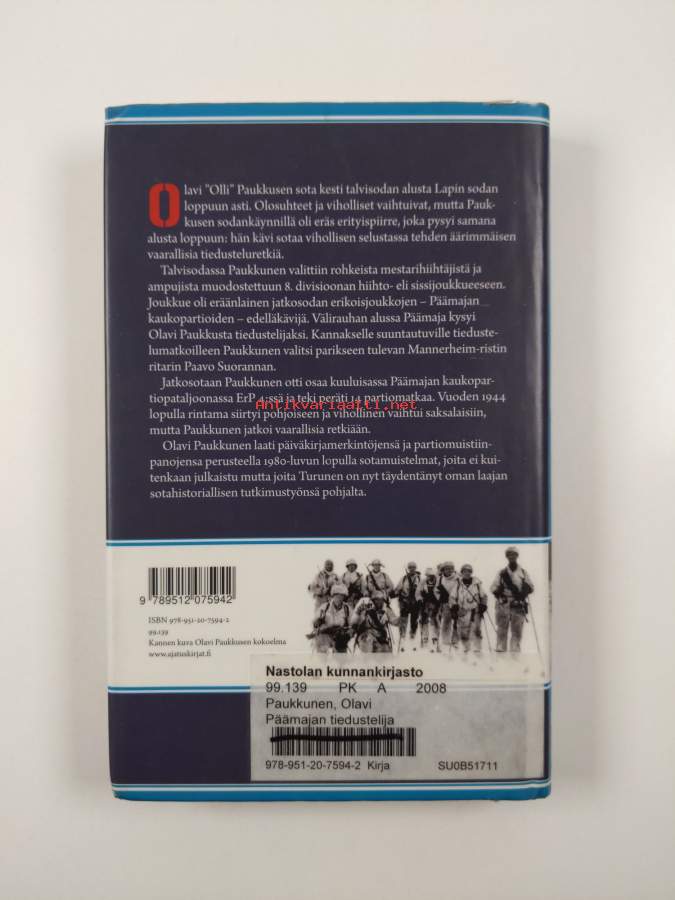 Olavi "Olli" Paukkusen sota kesti talvisodan alusta Lapin sodan
loppuun asti. Olosuhteet ja viholliset vaihtuivat, mutta Pauk-
kusen sodankäynnillä oli eräs erityispiirre, joka pysyi samana
alusta loppuun: hän kävi sotaa vihollisen selustassa tehden äärimmäisen
vaarallisia tiedusteluretkiä.
Talvisodassa Paukkunen valittiin rohkeista mestarihiihtäjistä ja
ampujista muodostettuun 8. divisioonan hiihto- eli sissijoukkueeseen.
Joukkue oli eräänlainen jatkosodan erikoisjoukkojen – Päämajan
kaukopartioiden – edelläkävijä. Välirauhan alussa Päämaja kysyi
Olavi Paukkusta tiedustelijaksi. Kannakselle suuntautuville tieduste-
lumatkoilleen Paukkunen valitsi parikseen tulevan Mannerheim-ristin
ritarin Paavo Suorannan.
Jatkosotaan Paukkunen otti osaa kuuluisassa Päämajan kaukopar-
tiopataljoonassa ErP 4:ssä ja teki peräti 14 partiomatkaa. Vuoden 1944
Antikvariaatti.net
lopulla rintama siirtyi pohjoiseen ja vihollinen vaihtui saksalaisiin,
mutta Paukkunen jatkoi vaarallisia retkiään.
Olavi Paukkunen laati päiväkirjamerkintöjensä ja partiomuistiin-
panojensa perusteella 1980-luvun lopulla sotamuistelmat, joita ei kui-
tenkaan julkaistu mutta joita Turunen on nyt täydentänyt oman laajan
sotahistoriallisen tutkimustyönsä pohjalta.
9 789512 075942
ISBN 978-951-20-7594-2
99.139
Kannen kuva Olavi Paukkusen kokoelma
www.ajatuskirjat.fi
Nastolan kunnankirjasto
99.139 PK A 2008
Paukkunen, Olavi
Päämajan tiedustelija
978-951-20-7594-2 Kirja SU0B51711